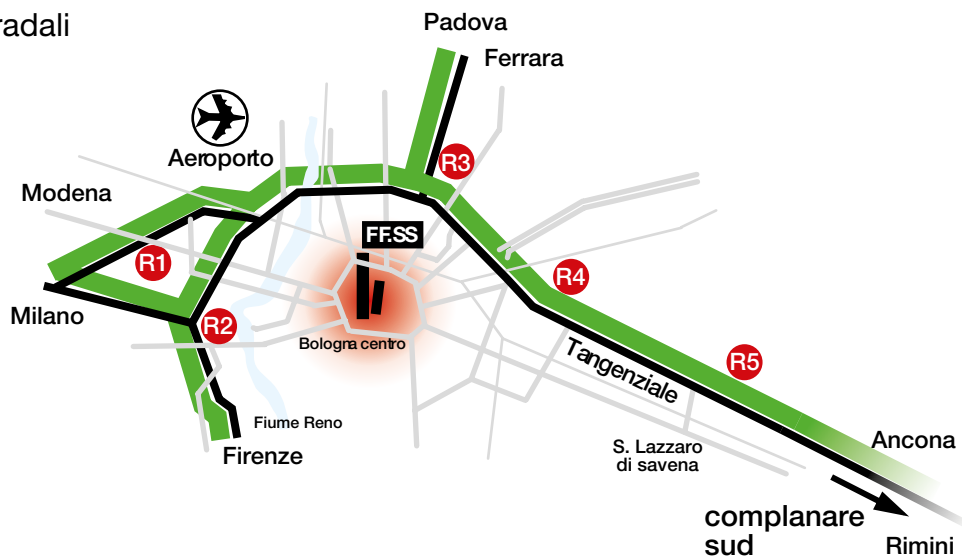 radali
Padova
Ferrara
Aeroporto
R3
Modena
FF.SS
R1
R4
Milano
R2
Bologna centro
Tangenziale
R5
Fiume Reno
Firenze
S. Lazzaro
di savena
Ancona
complanare
sud
Rimini